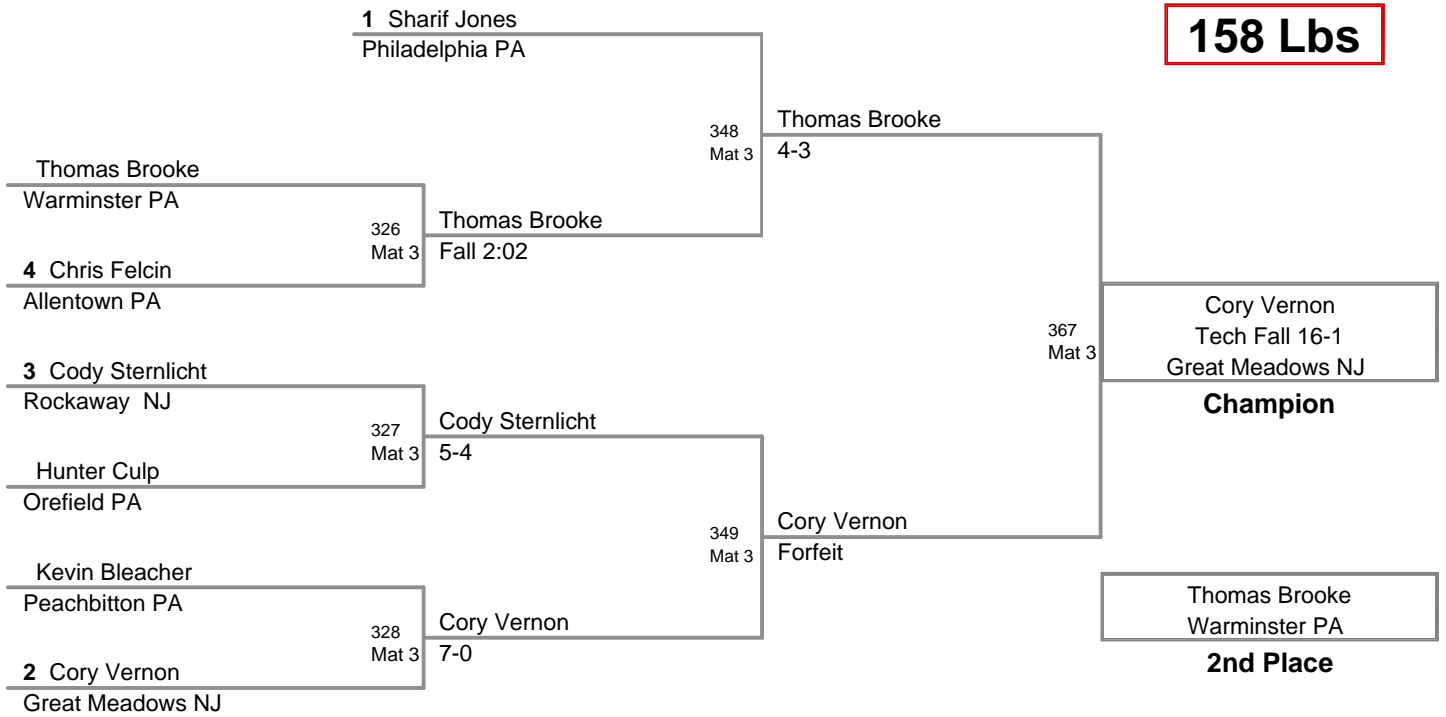 1 Sharif Jones
Philadelphia PA
158 Lbs
348
Mat 3
Thomas Brooke
4-3
Thomas Brooke
Warminster PA
326
Mat 3
Thomas Brooke
Fall 2:02
4 Chris Felcin
Allentown PA
367
Mat 3
Cory Vernon
Tech Fall 16-1
Great Meadows NJ
Champion
3 Cody Sternlicht
Rockaway NJ
327
Mat 3
Cody Sternlicht
5-4
Hunter Culp
Orefield PA
349
Mat 3
Cory Vernon
Forfeit
Kevin Bleacher
Peachbitton PA
328
Mat 3
Cory Vernon
7-0
2 Cory Vernon
Great Meadows NJ
Thomas Brooke
Warminster PA
2nd Place